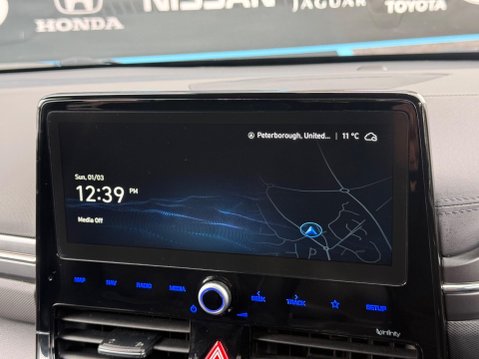 HONDA
NISSAN
JAGUAR
TOYOTA
Peterborough, United... | 11 °C
Sun, 01/03
12:39 PM
Media Off
MAP NAV RADIO MEDIA SEEK TRACK SETUP
infinity